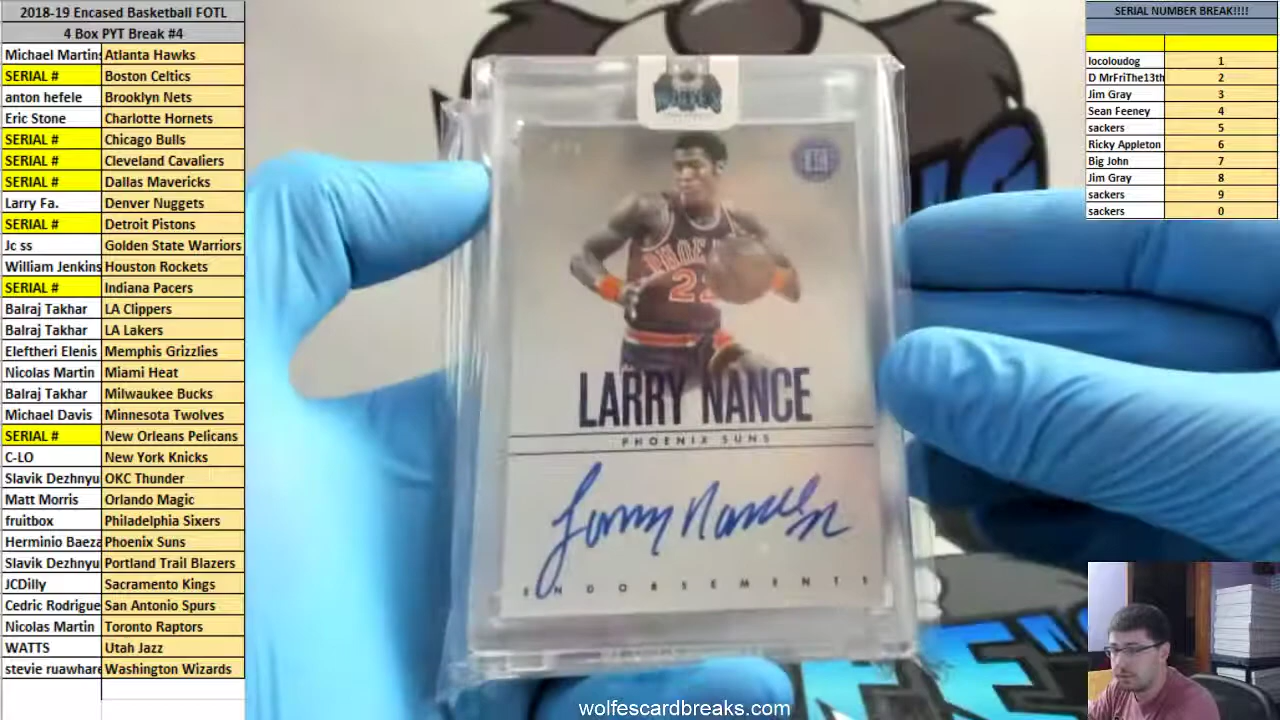 2018-19 Encased Basketball FOTL
4 Box PYT Break #4
Michael Martins Atlanta Hawks
SERIAL # Boston Celtics
anton hefele Brooklyn Nets
Eric Stone Charlotte Hornets
SERIAL # Chicago Bulls
SERIAL # Cleveland Cavaliers
SERIAL # Dallas Mavericks
Larry Fa. Denver Nuggets
SERIAL # Detroit Pistons
Jc ss Golden State Warriors
William Jenkins Houston Rockets
SERIAL # Indiana Pacers
Balraj Takhar LA Clippers
Balraj Takhar LA Lakers
Eleftheri Elenis Memphis Grizzlies
Nicolas Martin Miami Heat
Balraj Takhar Milwaukee Bucks
Michael Davis Minnesota Twolves
SERIAL # New Orleans Pelicans
C-LO New York Knicks
Slavik Dezhnyu OKC Thunder
Matt Morris Orlando Magic
fruitbox Philadelphia Sixers
Herminio Baeza Phoenix Suns
Slavik Dezhnyu Portland Trail Blazers
JCDilly Sacramento Kings
Cedric Rodrigue San Antonio Spurs
Nicolas Martin Toronto Raptors
WATTS Utah Jazz
stevie ruawhare Washington Wizards
LARRY NANCE
PHOENIX SUNS
Larry Nance
ENDORSEMENTS
wolfescardbreaks.com
SERIAL NUMBER BREAK!!!!
locoloudog 1
D MrFriThe13th 2
Jim Gray 3
Sean Feeney 4
sackers 5
Ricky Appleton 6
Big John 7
Jim Gray 8
sackers 9
sackers 0